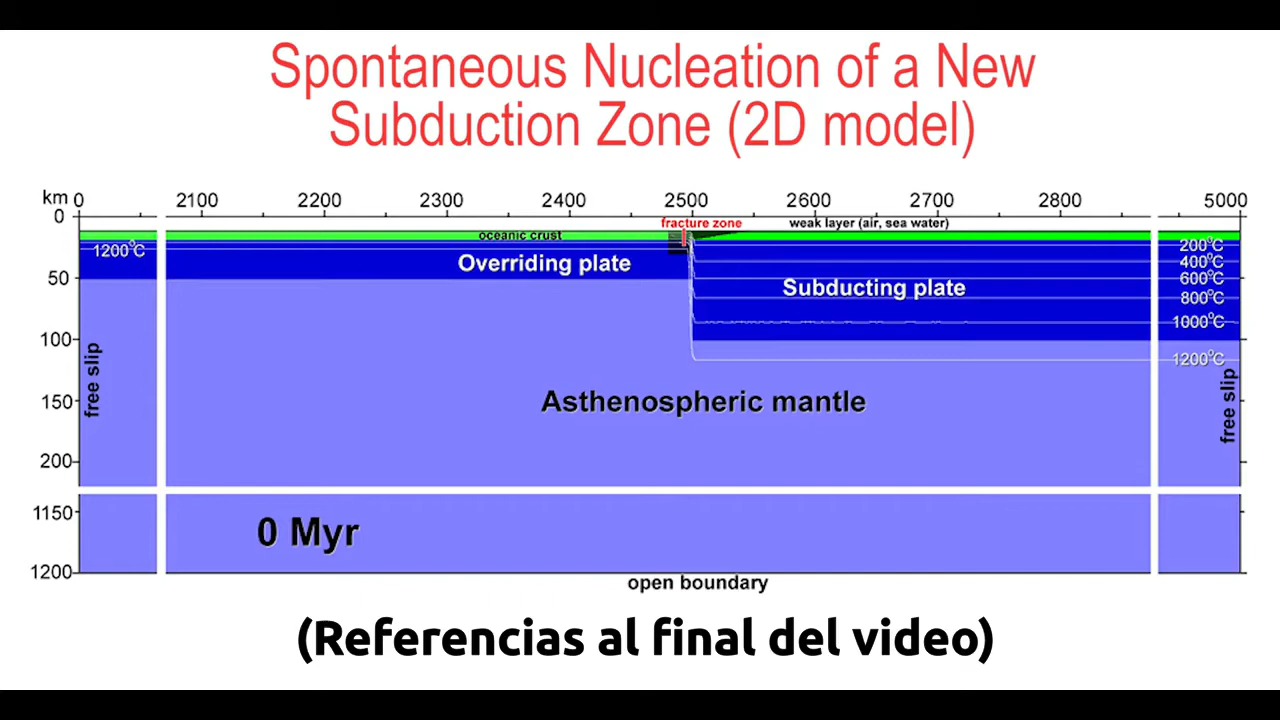 Spontaneous Nucleation of a New
Subduction Zone (2D model)
km 0 2100 2200 2300 2400 2500 2600 2700 2800 5000
0
fracture zone
weak layer (air, sea water)
oceanic crust
1200°C
200°C
Overriding plate
400°C
50
600°C
Subducting plate
800°C
1000°C
100
1200°C
free slip
free slip
150
Asthenospheric mantle
200
1150
0 Myr
1200
open boundary
(Referencias al final del video)